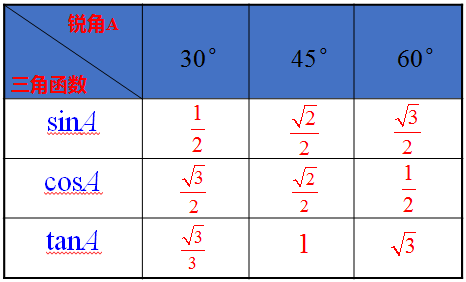 锐角A
三角函数
30° 45° 60°
sinA 1/2 √2/2 √3/2
cosA √3/2 √2/2 1/2
tanA √3/3 1 √3